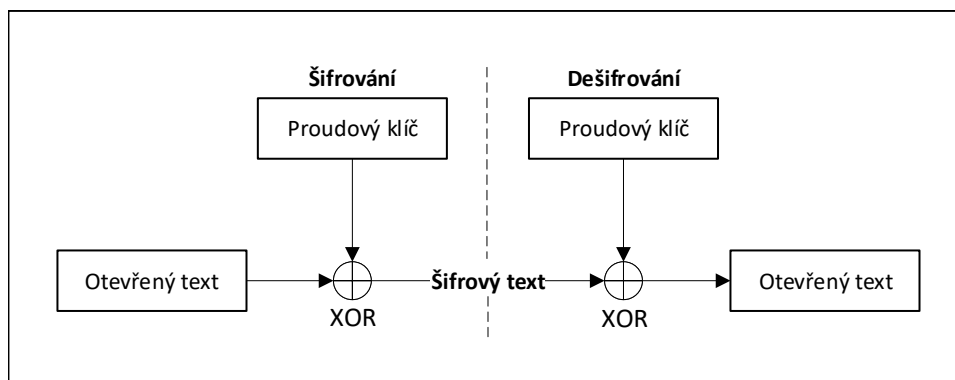 Šifrování
Dešifrování
Proudový klíč
Proudový klíč
Otevřený text
Šifrový text
Otevřený text
XOR
XOR